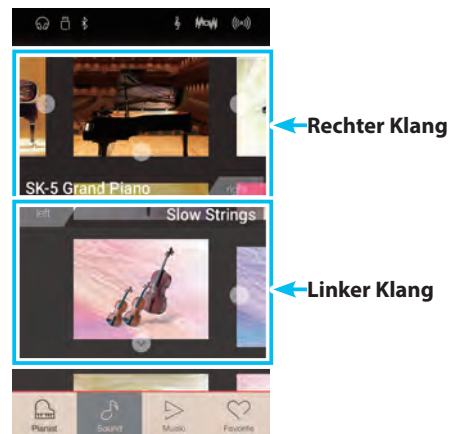 Rechter Klang
SK-5 Grand Piano
right
left
Slow Strings
Linker Klang
Pianist
Sound
Music
Favorite